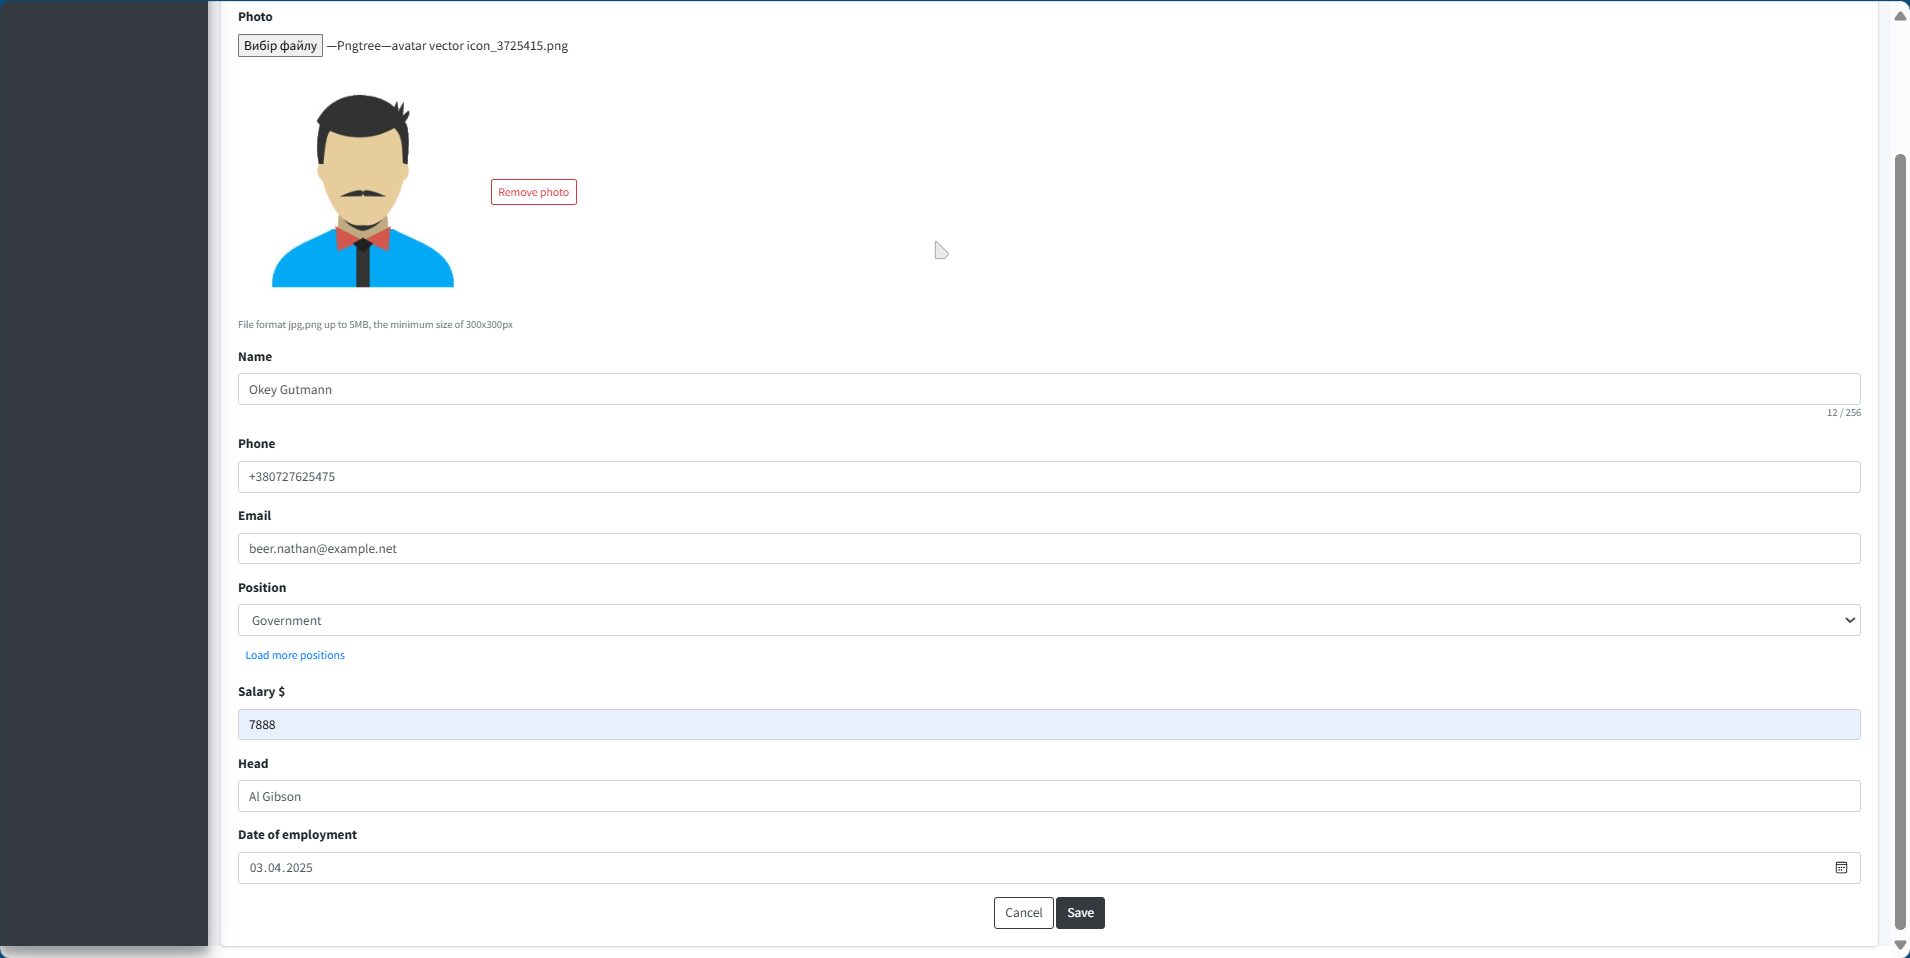 Photo
Вибір файлу —Pngtree—avatar vector icon_3725415.png
Remove photo
File format jpg,png up to 5MB, the minimum size of 300x300px
Name
Okey Gutmann
12 / 256
Phone
+380727625475
Email
beer.nathan@example.net
Position
Government
Load more positions
Salary $
7888
Head
Al Gibson
Date of employment
03.04.2025
Cancel Save